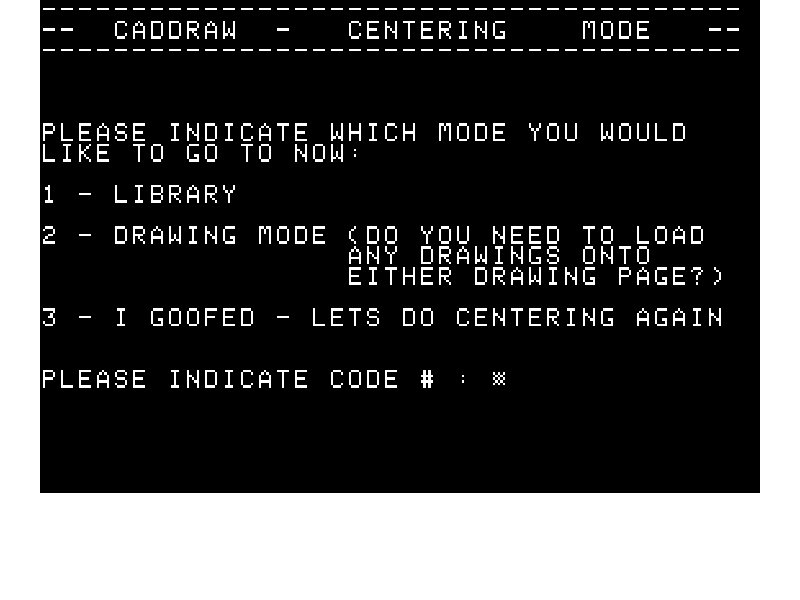 ---------------------------------------
--  CADDRAW  -   CENTERING    MODE   --
---------------------------------------
PLEASE INDICATE WHICH MODE YOU WOULD
LIKE TO GO TO NOW:
1 - LIBRARY
2 - DRAWING MODE (DO YOU NEED TO LOAD
ANY DRAWINGS ONTO
EITHER DRAWING PAGE?)
3 - I GOOFED - LETS DO CENTERING AGAIN
PLEASE INDICATE CODE # :